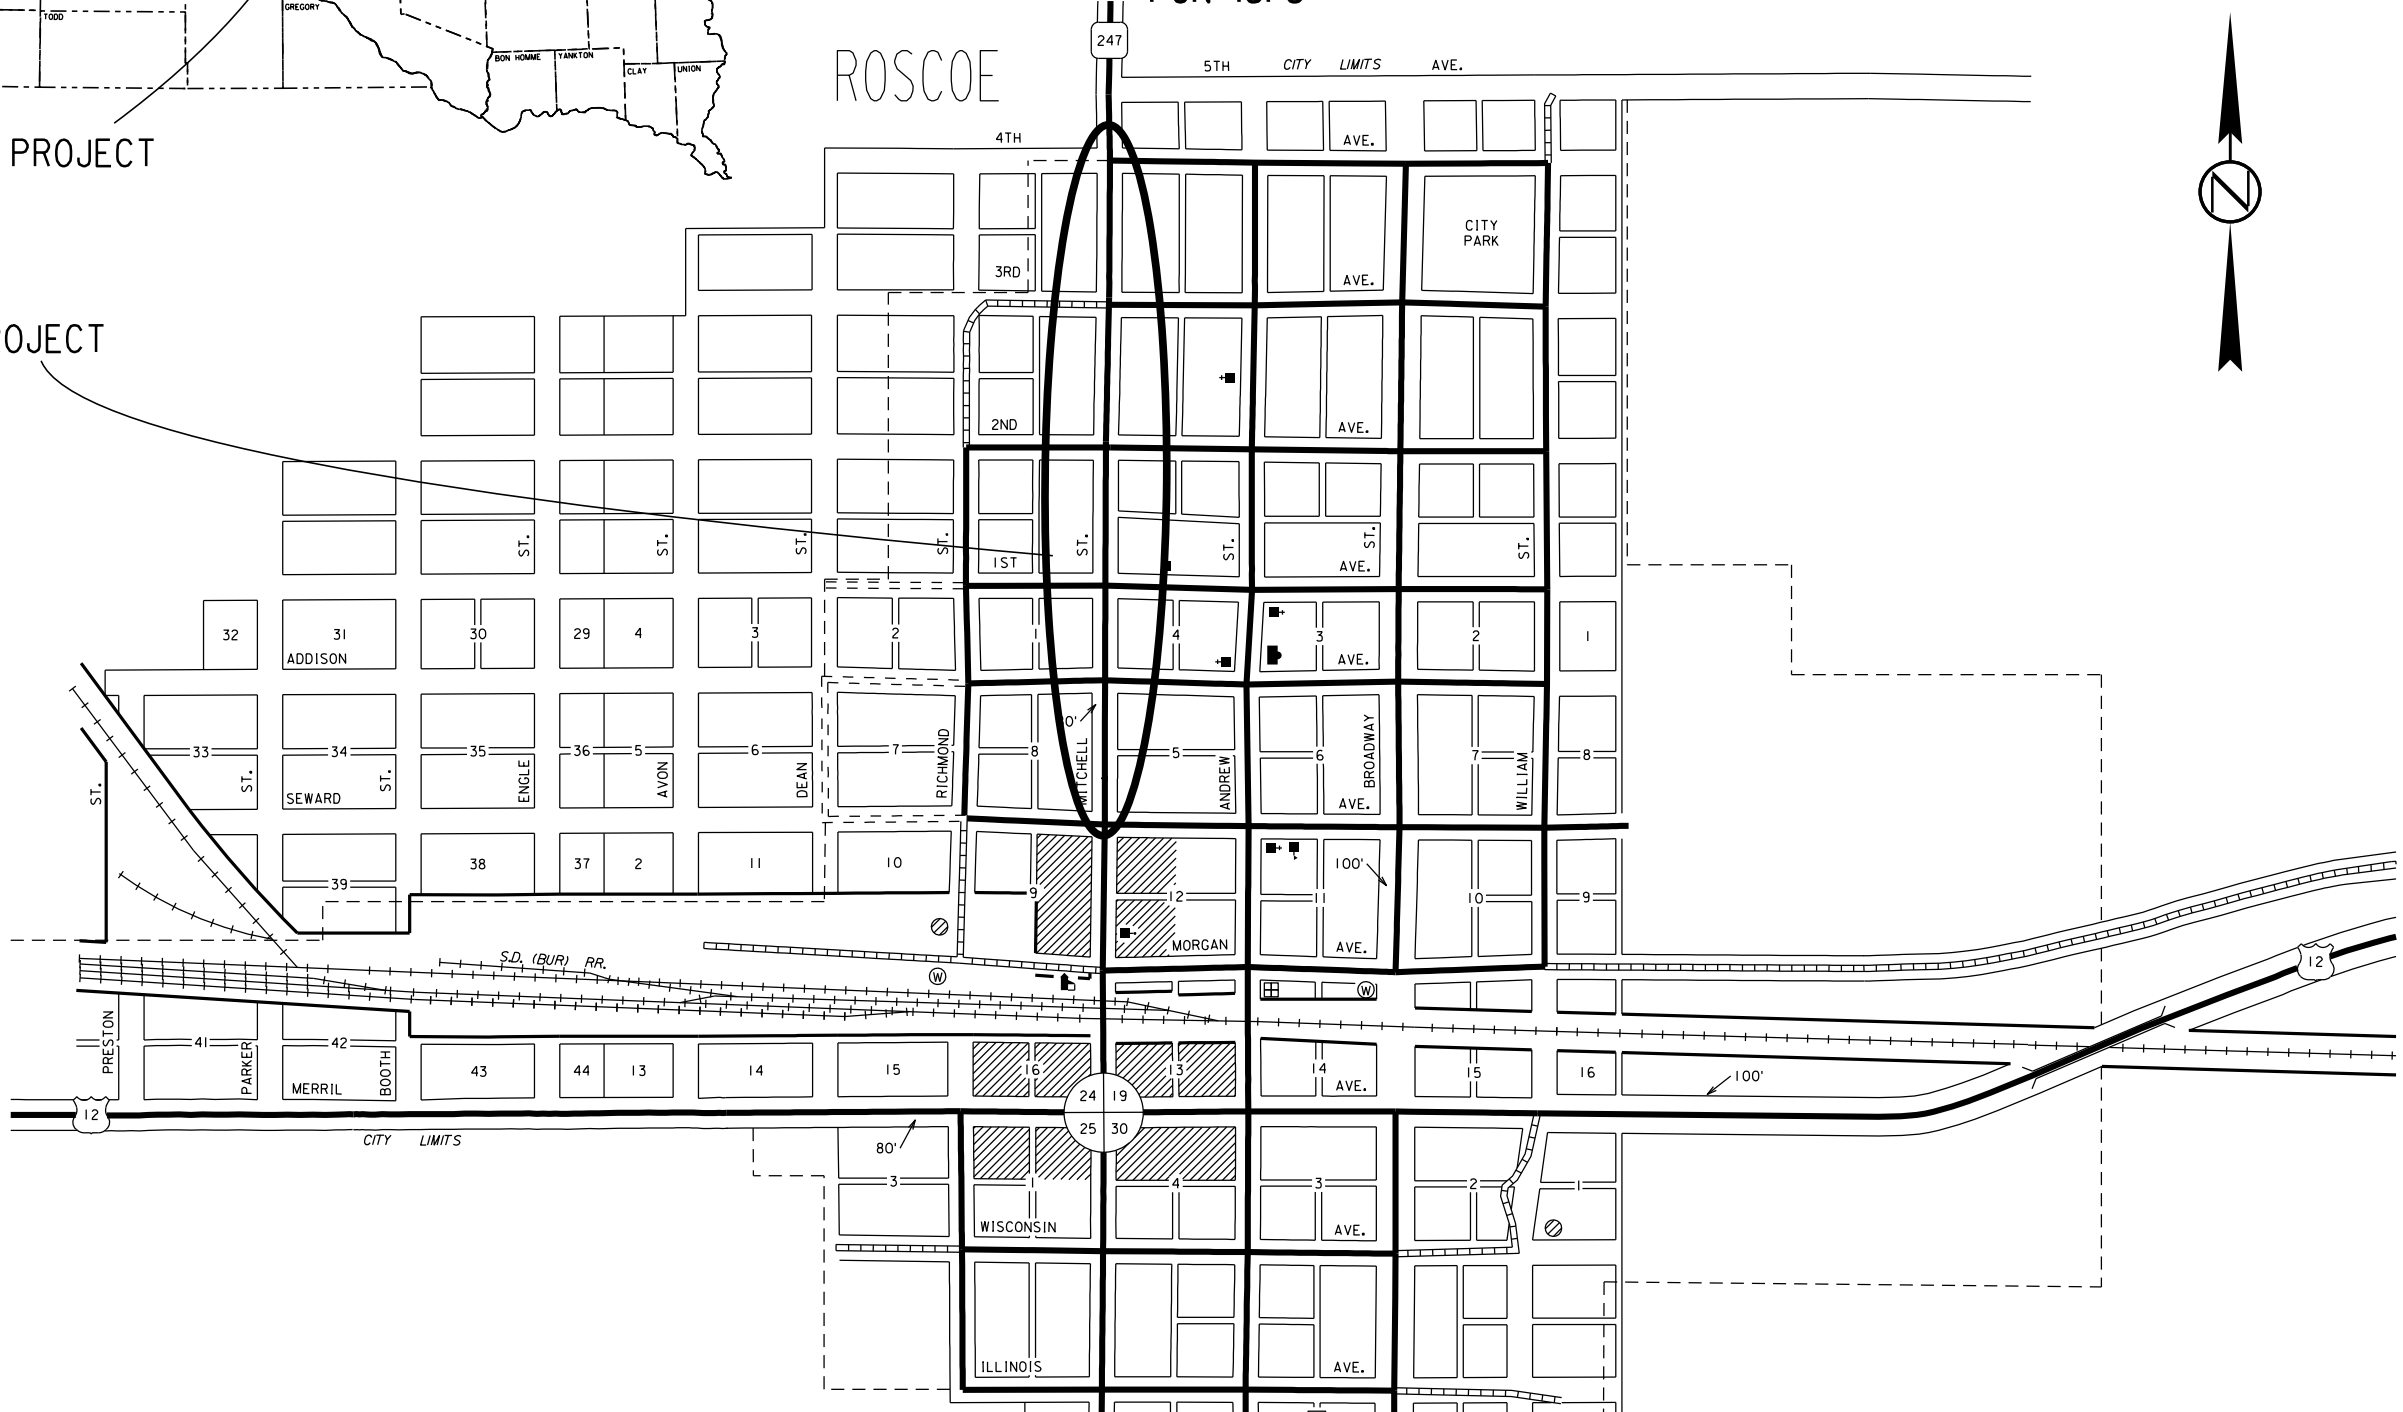 TODD
GREGORY
BON HOMME
YANKTON
CLAY
UNION
PROJECT
OJECT
ROSCOE
247
5TH CITY LIMITS AVE.
4TH AVE.
N
CITY
PARK
3RD AVE.
2ND AVE.
ST. ST. ST. ST. ST. ST. ST. ST.
1ST AVE.
32 31 30 29 4 3 2 1 4 3 2 1
ADDISON AVE.
0'
33 34 35 36 5 6 7 8 5 6 7 8
ST. ST. ST. ENGLE AVON DEAN RICHMOND MITCHELL ANDREW BROADWAY WILLIAM
SEWARD AVE.
39 38 37 2 11 10 9 12 11 10 9
100'
MORGAN AVE.
S.D. (BUR) RR.
W
W
12
PRESTON PARKER BOOTH
41 42 43 44 13 14 15 16 13 14 15 16
100'
MERRIL AVE.
12
24 19
25 30
CITY LIMITS
80'
3 1 4 3 2 1
WISCONSIN AVE.
ILLINOIS AVE.